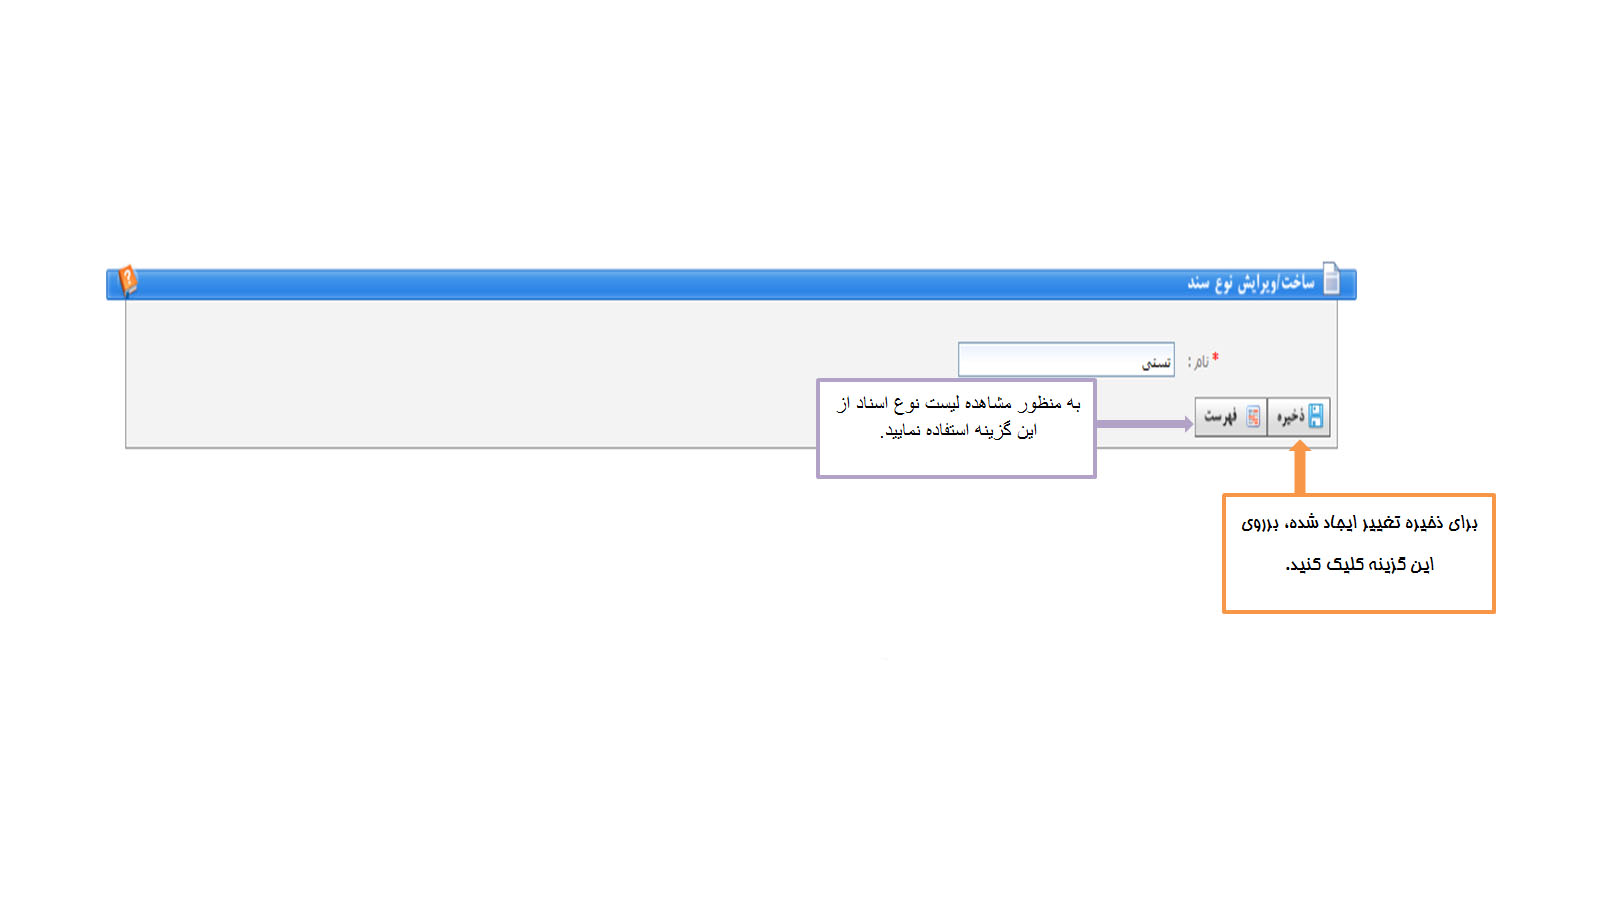 ساخت/ویرایش نوع سند
* نام : تستی
ذخیره فهرست
به منظور مشاهده لیست نوع اسناد از
این گزینه استفاده نمایید.
برای ذخیره تغییر ایجاد شده، برروی
این گزینه کلیک کنید.